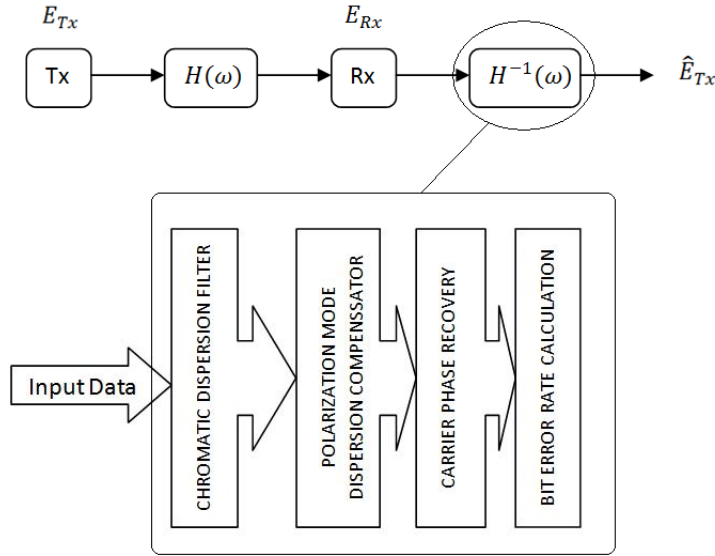 E_Tx E_Rx
Tx H(ω) Rx H⁻¹(ω) Ê_Tx
Input Data
CHROMATIC DISPERSION FILTER
POLARIZATION MODE
DISPERSION COMPENSSATOR
CARRIER PHASE RECOVERY
BIT ERROR RATE CALCULATION